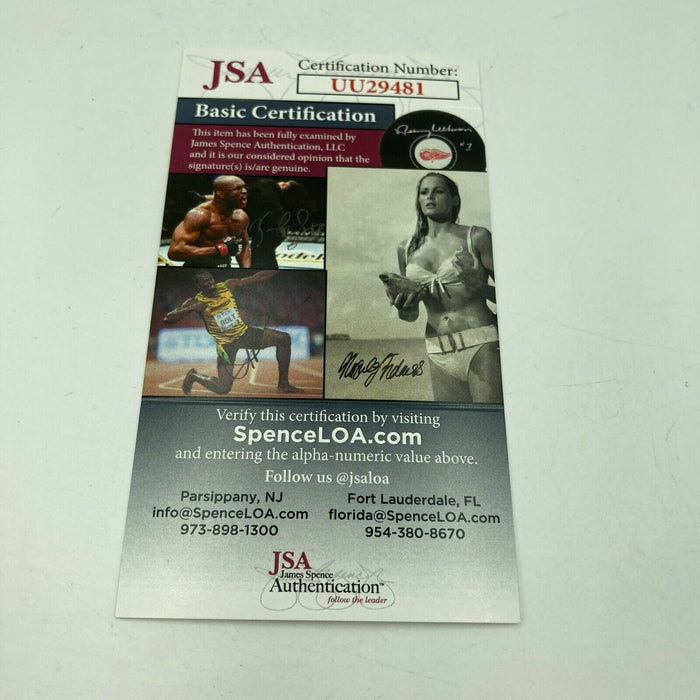 JSA
Certification Number:
UU29481
Basic Certification
This item has been fully examined by
James Spence Authentication, LLC
and it is our considered opinion that the
signature(s) is/are genuine.
#1
BOLT
Verify this certification by visiting
SpenceLOA.com
and entering the alpha-numeric value above.
Follow us @jsaloa
Parsippany, NJ
info@SpenceLOA.com
973-898-1300
Fort Lauderdale, FL
florida@SpenceLOA.com
954-380-8670
JSA
James Spence
Authentication™
follow the leader